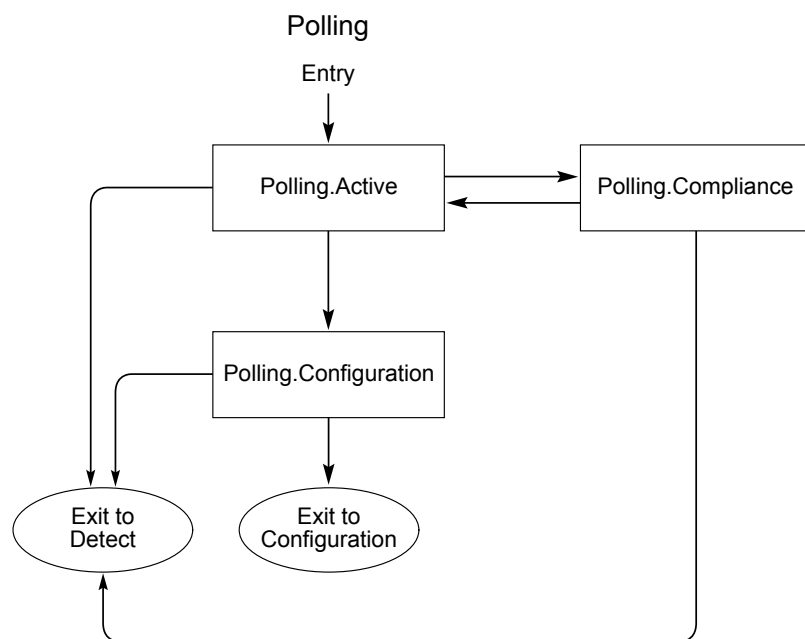 Polling
Entry
Polling.Active
Polling.Compliance
Polling.Configuration
Exit to
Detect
Exit to
Configuration